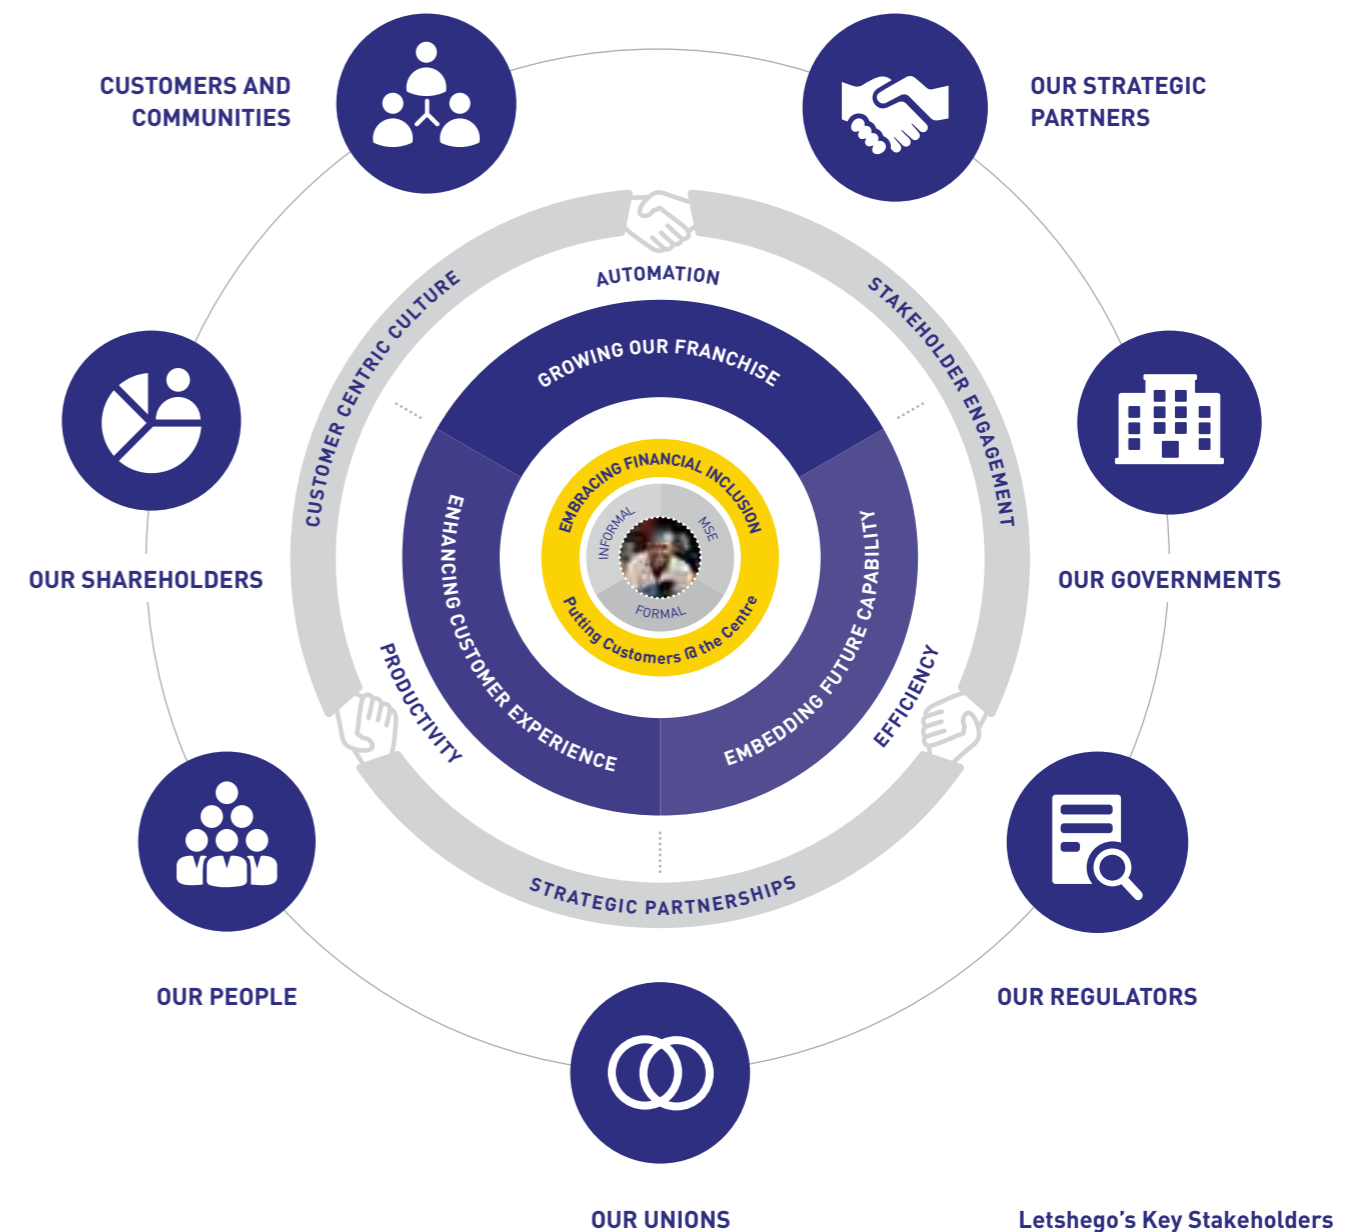 CUSTOMERS AND
COMMUNITIES
OUR STRATEGIC
PARTNERS
AUTOMATION
CUSTOMER CENTRIC CULTURE
STAKEHOLDER ENGAGEMENT
GROWING OUR FRANCHISE
EMBRACING FINANCIAL INCLUSION
INFORMAL
MSE
FORMAL
Putting Customers @ the Centre
ENHANCING CUSTOMER EXPERIENCE
EMBEDDING FUTURE CAPABILITY
OUR SHAREHOLDERS
OUR GOVERNMENTS
PRODUCTIVITY
EFFICIENCY
STRATEGIC PARTNERSHIPS
OUR PEOPLE
OUR REGULATORS
OUR UNIONS
Letshego’s Key Stakeholders